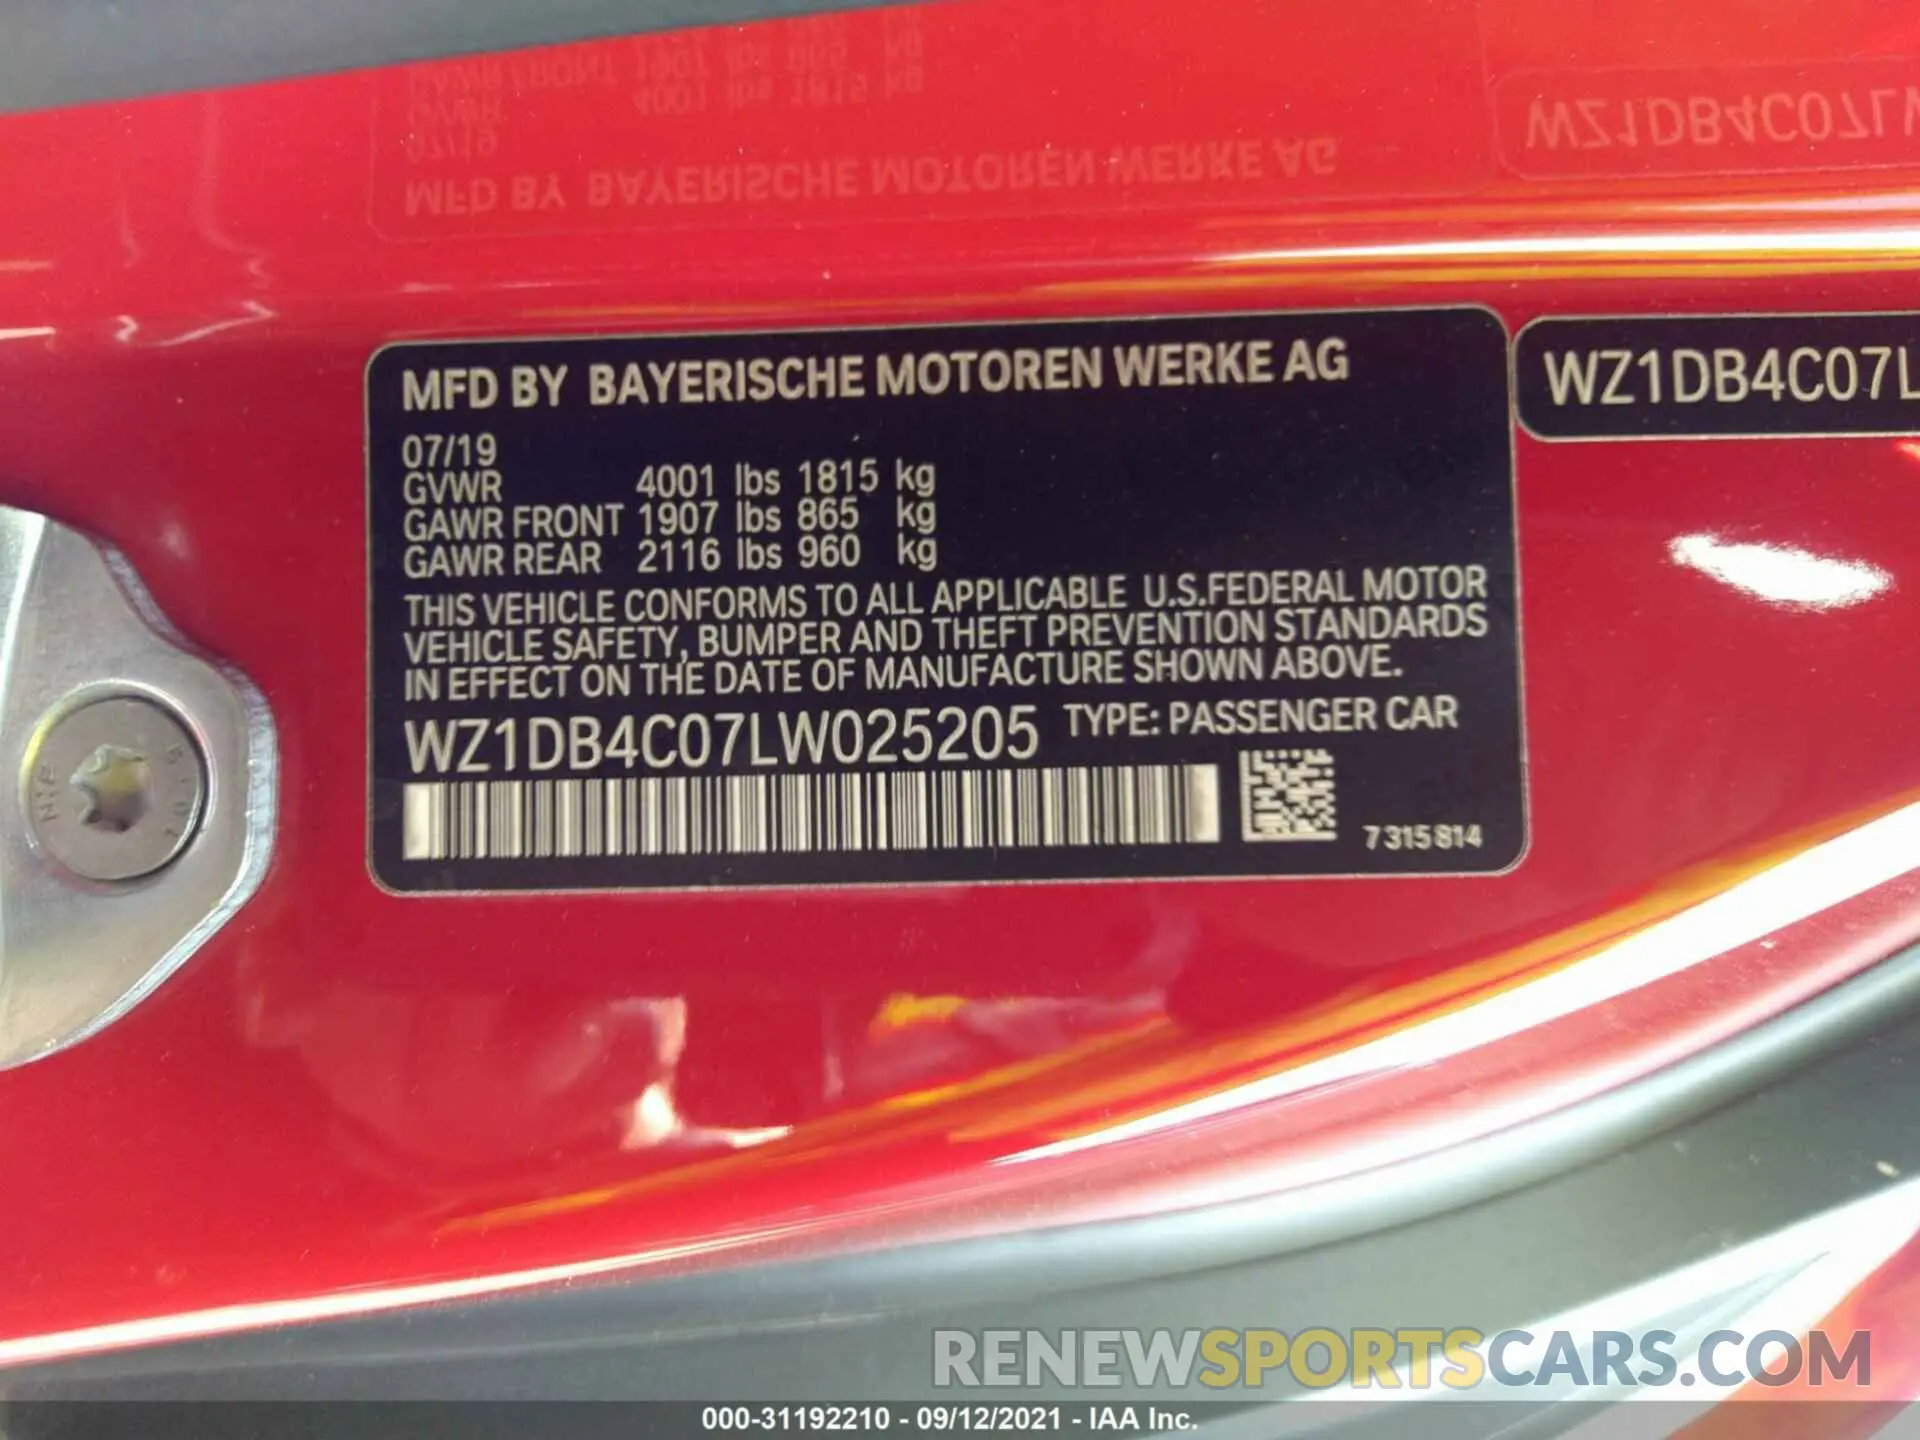 MFD BY BAYERISCHE MOTOREN WERKE AG
07/19
GVWR 4001 lbs 1815 kg
GAWR FRONT 1907 lbs 865 kg
GAWR REAR 2116 lbs 960 kg
THIS VEHICLE CONFORMS TO ALL APPLICABLE U.S.FEDERAL MOTOR
VEHICLE SAFETY, BUMPER AND THEFT PREVENTION STANDARDS
IN EFFECT ON THE DATE OF MANUFACTURE SHOWN ABOVE.
WZ1DB4C07LW025205 TYPE: PASSENGER CAR
7315814
WZ1DB4C07L
RENEWSPORTSCARS.COM
000-31192210 - 09/12/2021 - IAA Inc.